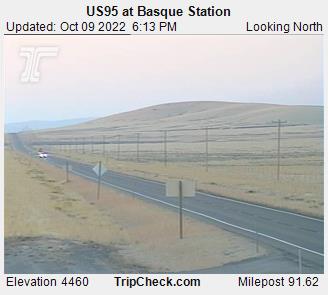 US95 at Basque Station
Updated: Oct 09 2022  6:13 PM Looking North
Elevation 4460 TripCheck.com Milepost 91.62